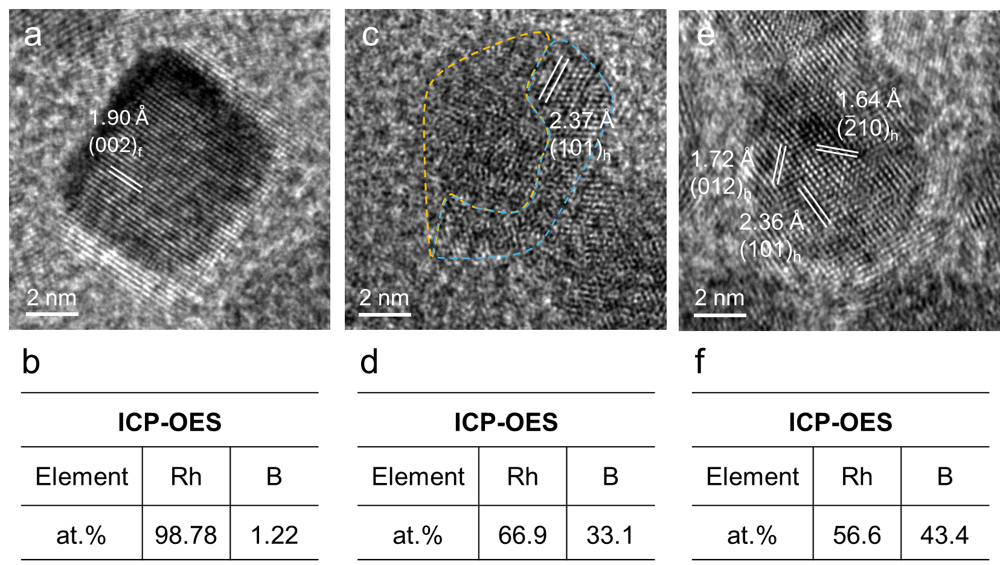 a
1.90 Å
(002)f
2 nm
c
2.37 Å
(101)h
2 nm
e
1.64 Å
(2̄10)h
1.72 Å
(012)h
2.36 Å
(101)h
2 nm
b
ICP-OES
Element Rh B
at.% 98.78 1.22
d
ICP-OES
Element Rh B
at.% 66.9 33.1
f
ICP-OES
Element Rh B
at.% 56.6 43.4